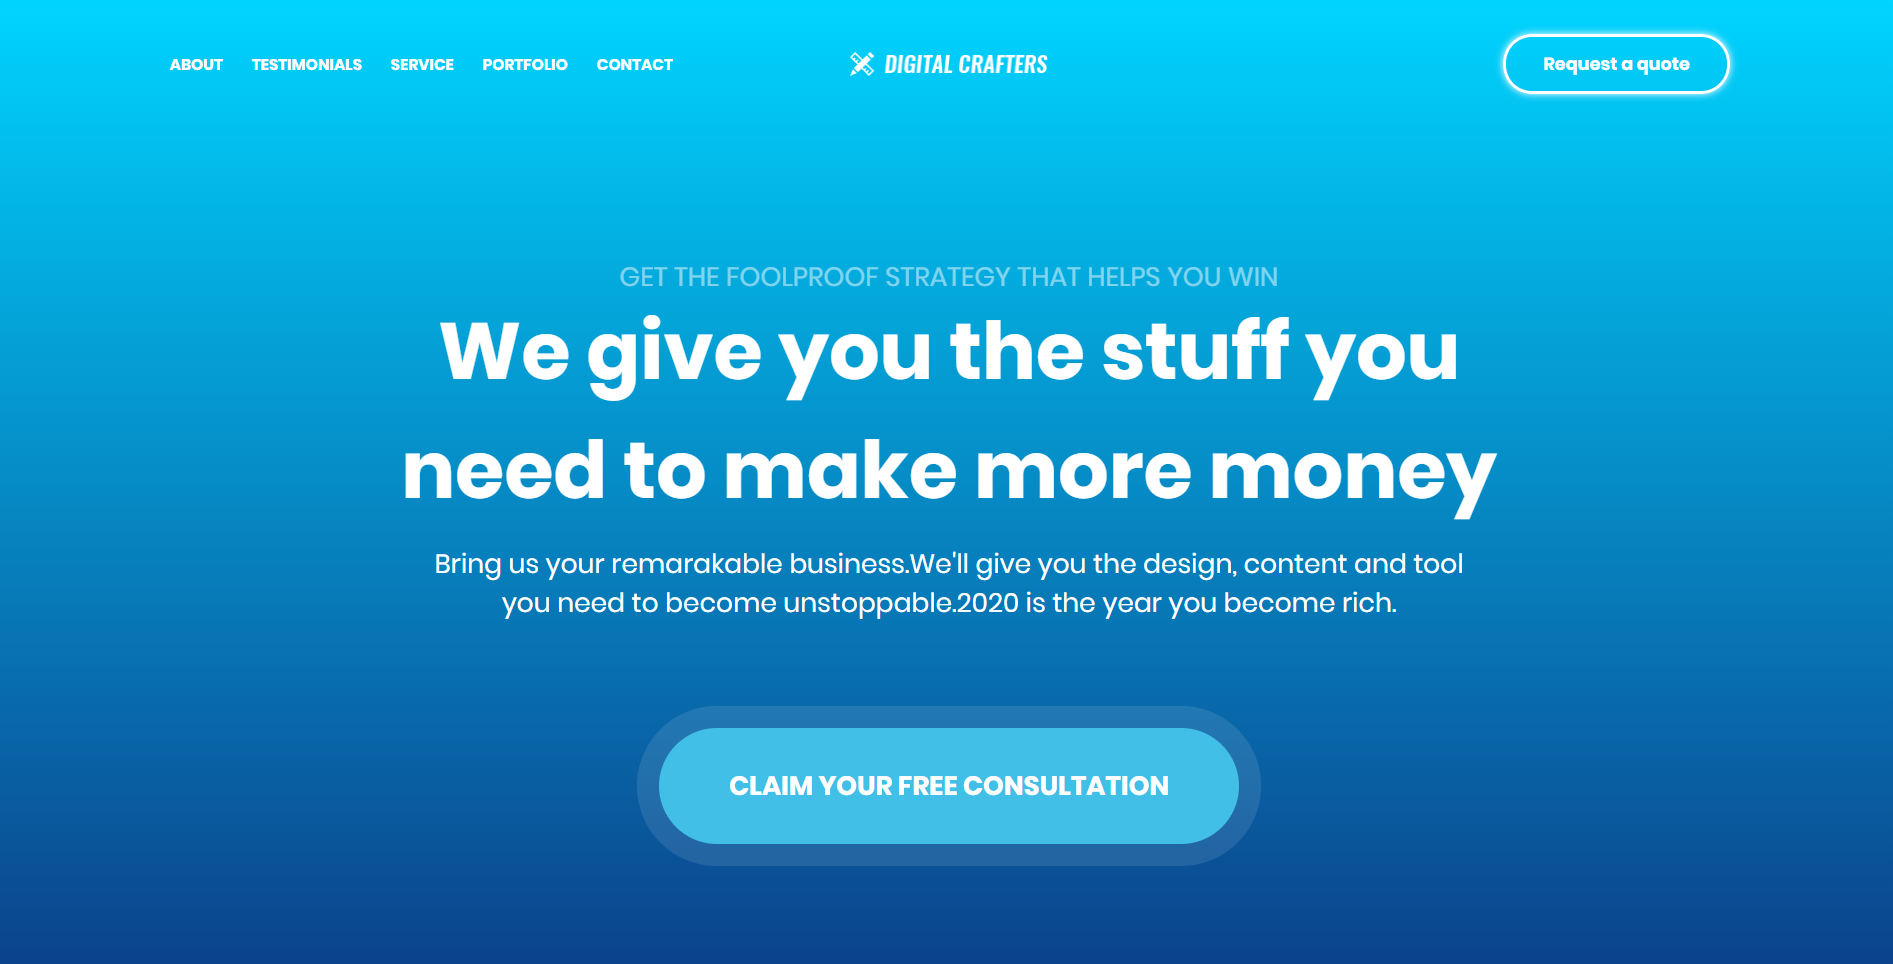 ABOUT TESTIMONIALS SERVICE PORTFOLIO CONTACT DIGITAL CRAFTERS Request a quote
GET THE FOOLPROOF STRATEGY THAT HELPS YOU WIN
We give you the stuff you
need to make more money
Bring us your remarakable business.We'll give you the design, content and tool
you need to become unstoppable.2020 is the year you become rich.
CLAIM YOUR FREE CONSULTATION